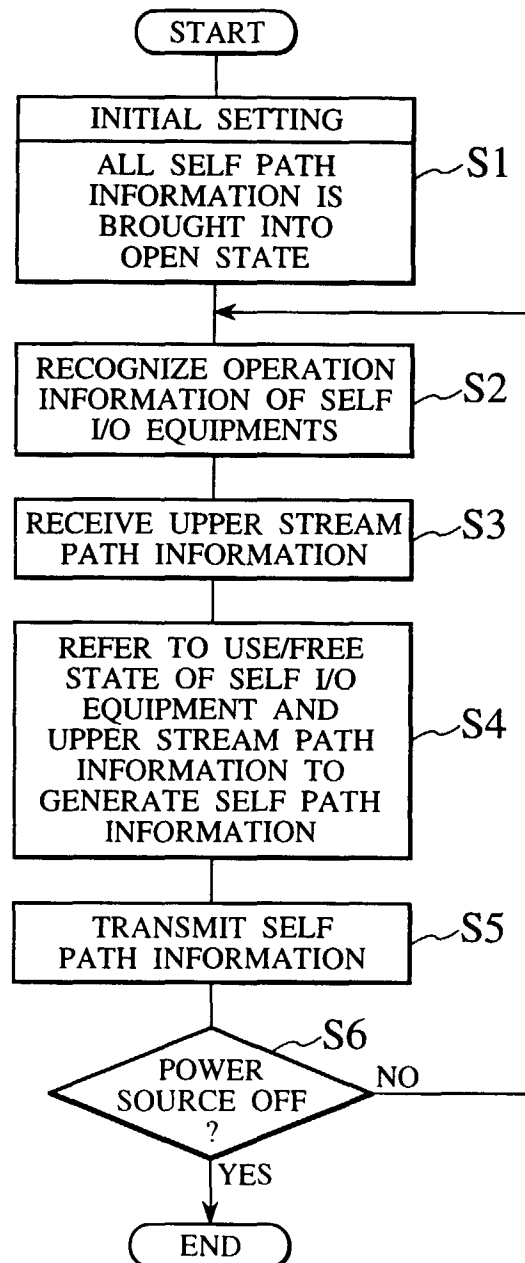 START
INITIAL SETTING
ALL SELF PATH
INFORMATION IS
BROUGHT INTO
OPEN STATE
S1
RECOGNIZE OPERATION
INFORMATION OF SELF
I/O EQUIPMENTS
S2
RECEIVE UPPER STREAM
PATH INFORMATION
S3
REFER TO USE/FREE
STATE OF SELF I/O
EQUIPMENT AND
UPPER STREAM PATH
INFORMATION TO
GENERATE SELF PATH
INFORMATION
S4
TRANSMIT SELF
PATH INFORMATION
S5
S6
POWER
SOURCE OFF
?
NO
YES
END